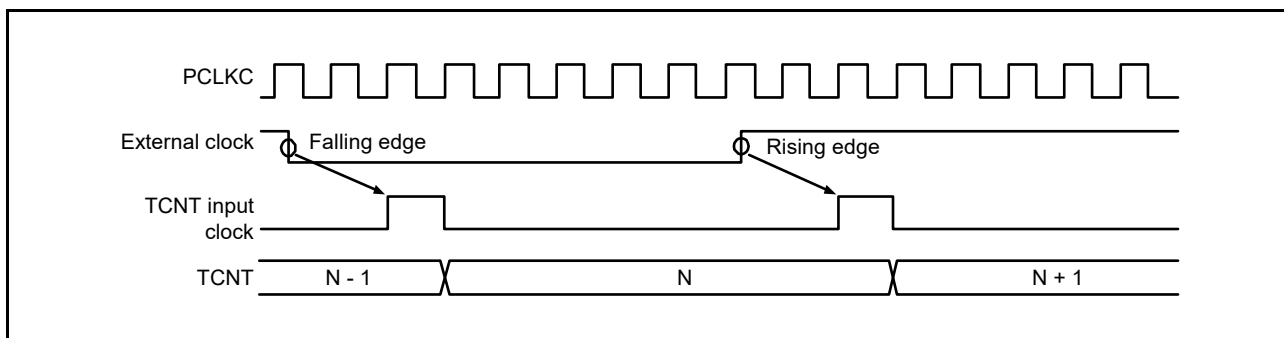 PCLKC
External clock
Falling edge
Rising edge
TCNT input
clock
TCNT
N - 1
N
N + 1